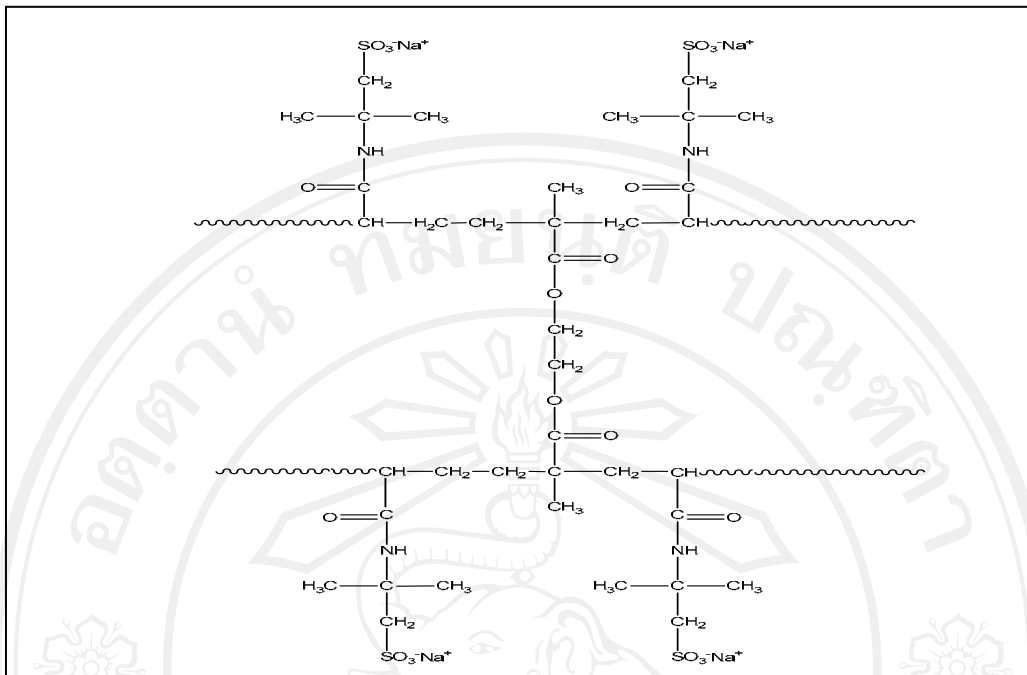 SO₃⁻Na⁺ SO₃⁻Na⁺
CH₂ CH₂
H₃C C CH₃ CH₃ C CH₃
NH NH
O C CH₃ O C
CH H₂C CH₂ C CH₂ CH
C O
O
CH₂
CH₂
O
C O
CH CH₂ CH₂ C CH₂ CH
O C CH₃ C O
NH NH
H₃C C CH₃ H₃C C CH₃
CH₂ CH₂
SO₃⁻Na⁺ SO₃⁻Na⁺